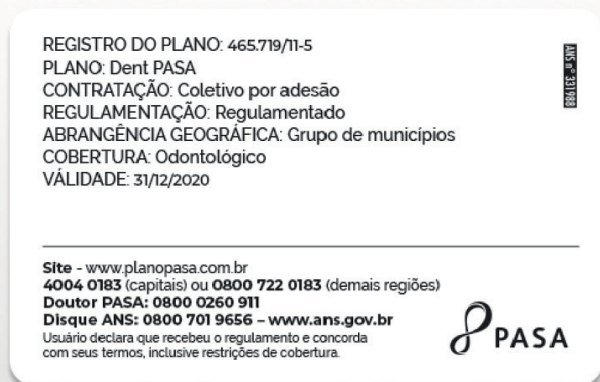 REGISTRO DO PLANO: 465.719/11-5
PLANO: Dent PASA
CONTRATAÇÃO: Coletivo por adesão
REGULAMENTAÇÃO: Regulamentado
ABRANGÊNCIA GEOGRÁFICA: Grupo de municípios
COBERTURA: Odontológico
VÁLIDADE: 31/12/2020
ANS nº 331988
Site - www.planopasa.com.br
4004 0183 (capitais) ou 0800 722 0183 (demais regiões)
Doutor PASA: 0800 0260 911
Disque ANS: 0800 701 9656 – www.ans.gov.br
Usuário declara que recebeu o regulamento e concorda
com seus termos, inclusive restrições de cobertura.
PASA